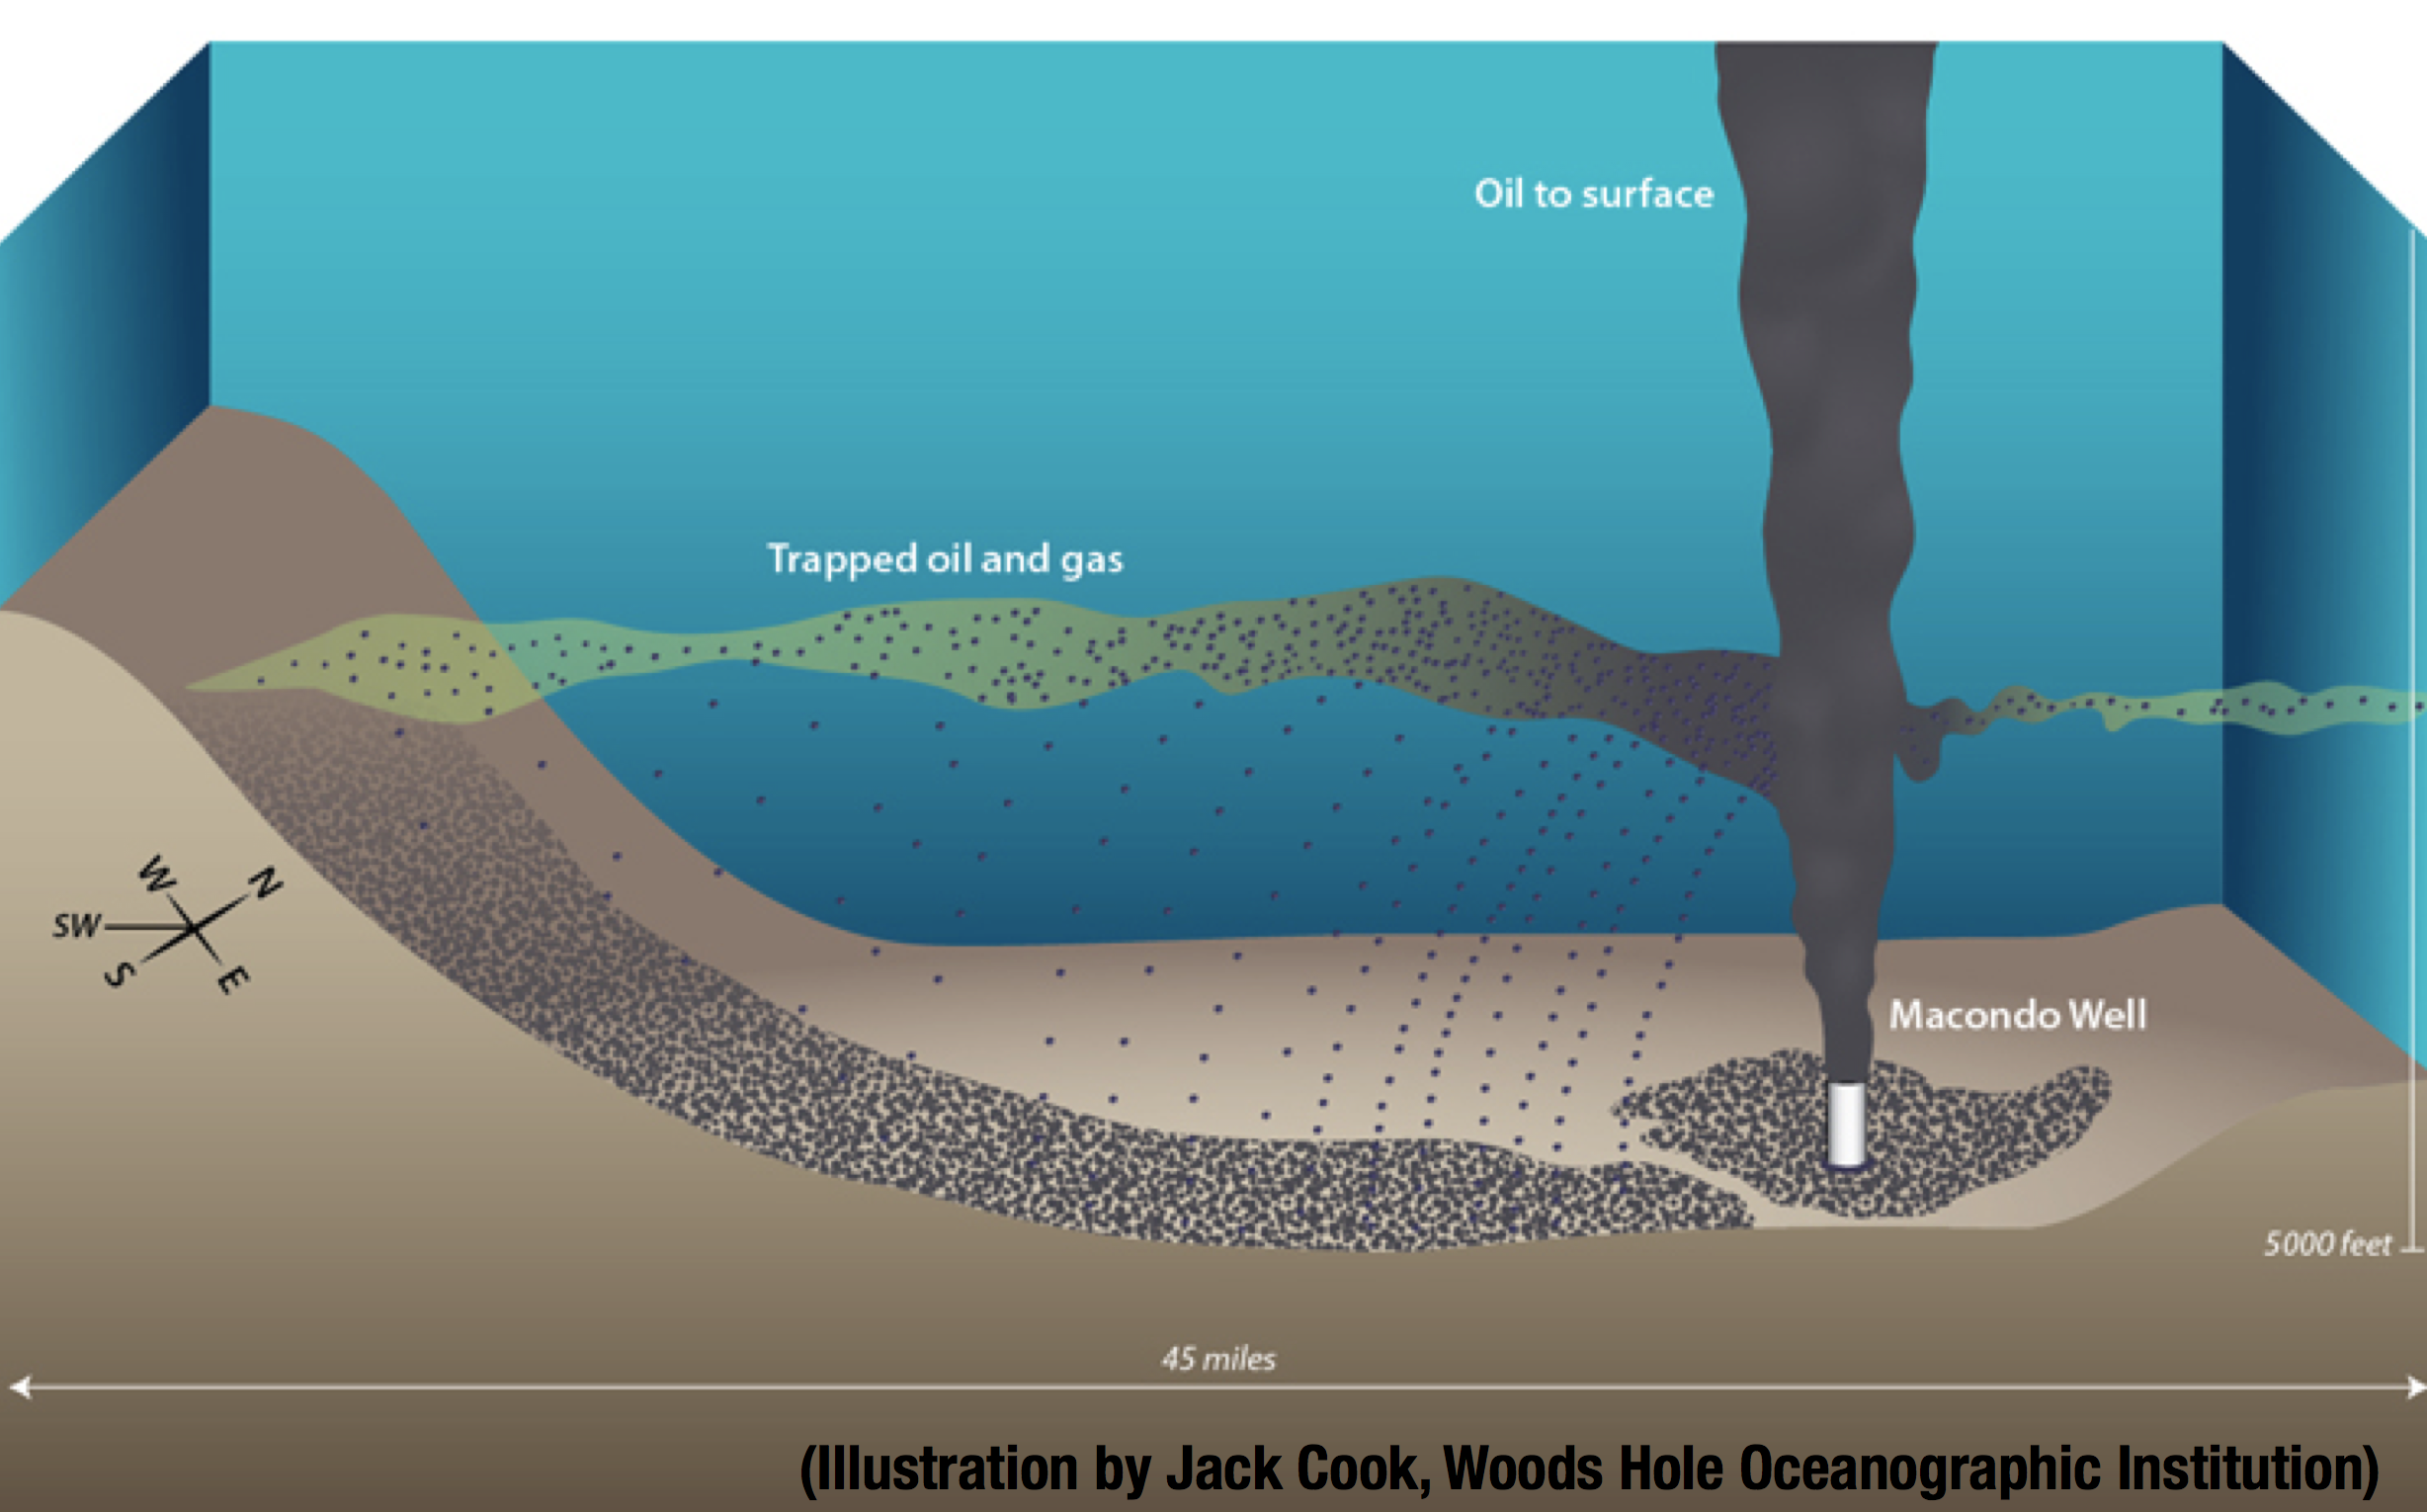 Oil to surface
Trapped oil and gas
W
N
SW
S
E
Macondo Well
5000 feet
45 miles
(Illustration by Jack Cook, Woods Hole Oceanographic Institution)